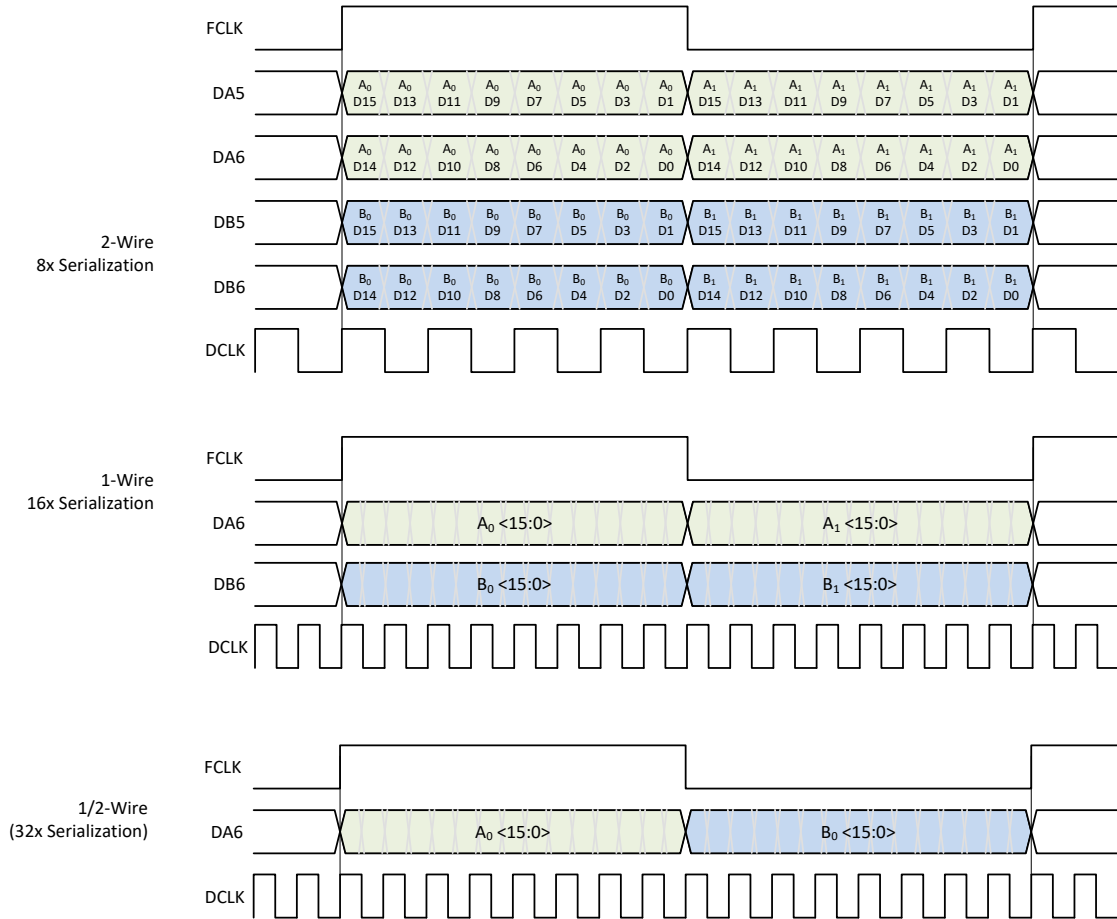 FCLK
DA5
A0 A0 A0 A0 A0 A0 A0 A0 A1 A1 A1 A1 A1 A1 A1 A1
D15 D13 D11 D9 D7 D5 D3 D1 D15 D13 D11 D9 D7 D5 D3 D1
DA6
A0 A0 A0 A0 A0 A0 A0 A0 A1 A1 A1 A1 A1 A1 A1 A1
D14 D12 D10 D8 D6 D4 D2 D0 D14 D12 D10 D8 D6 D4 D2 D0
2-Wire
8x Serialization
DB5
B0 B0 B0 B0 B0 B0 B0 B0 B1 B1 B1 B1 B1 B1 B1 B1
D15 D13 D11 D9 D7 D5 D3 D1 D15 D13 D11 D9 D7 D5 D3 D1
DB6
B0 B0 B0 B0 B0 B0 B0 B0 B1 B1 B1 B1 B1 B1 B1 B1
D14 D12 D10 D8 D6 D4 D2 D0 D14 D12 D10 D8 D6 D4 D2 D0
DCLK
FCLK
1-Wire
16x Serialization
DA6 A0 <15:0> A1 <15:0>
DB6 B0 <15:0> B1 <15:0>
DCLK
FCLK
1/2-Wire
(32x Serialization)
DA6 A0 <15:0> B0 <15:0>
DCLK